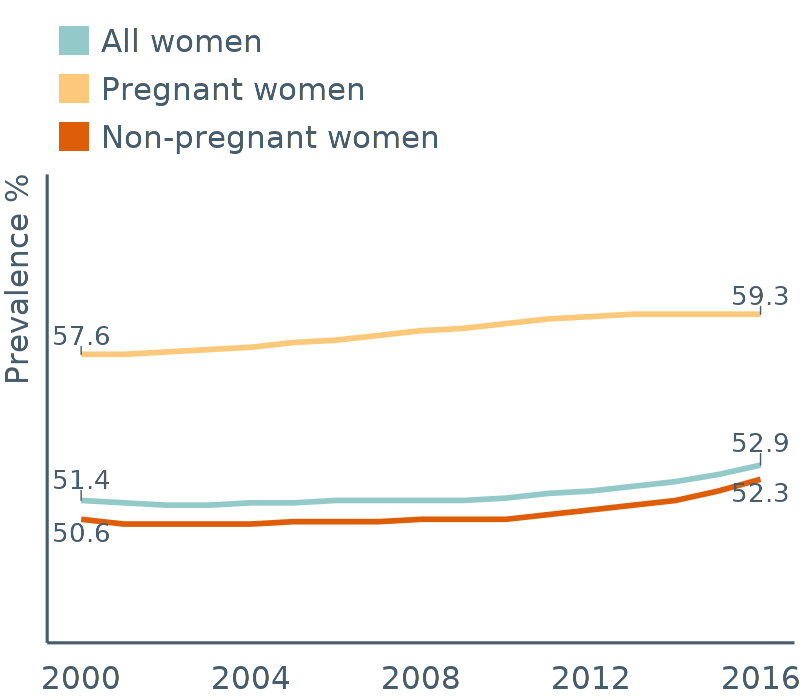 All women
Pregnant women
Non-pregnant women
Prevalence %
59.3
57.6
52.9
51.4
52.3
50.6
2000 2004 2008 2012 2016